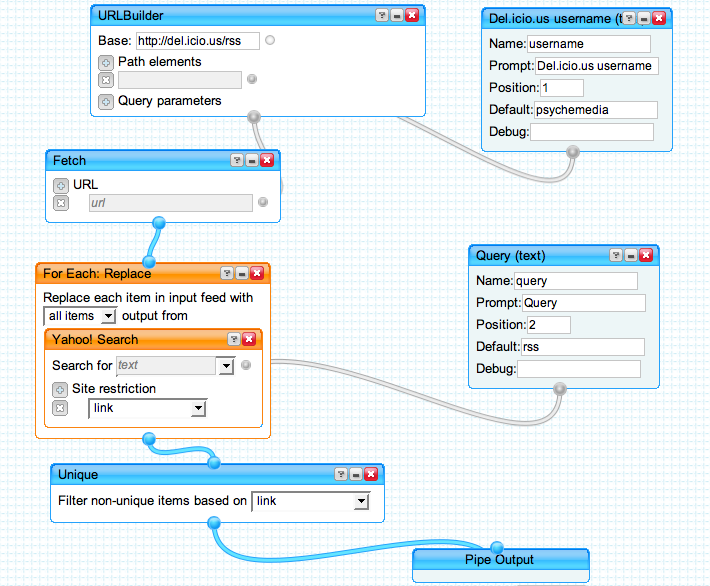 URLBuilder
Base: http://del.icio.us/rss
Path elements
Query parameters
Del.icio.us username (t
Name: username
Prompt: Del.icio.us username
Position: 1
Default: psychemedia
Debug:
Fetch
URL
url
For Each: Replace
Replace each item in input feed with
all items output from
Yahoo! Search
Search for text
Site restriction
link
Query (text)
Name: query
Prompt: Query
Position: 2
Default: rss
Debug:
Unique
Filter non-unique items based on link
Pipe Output